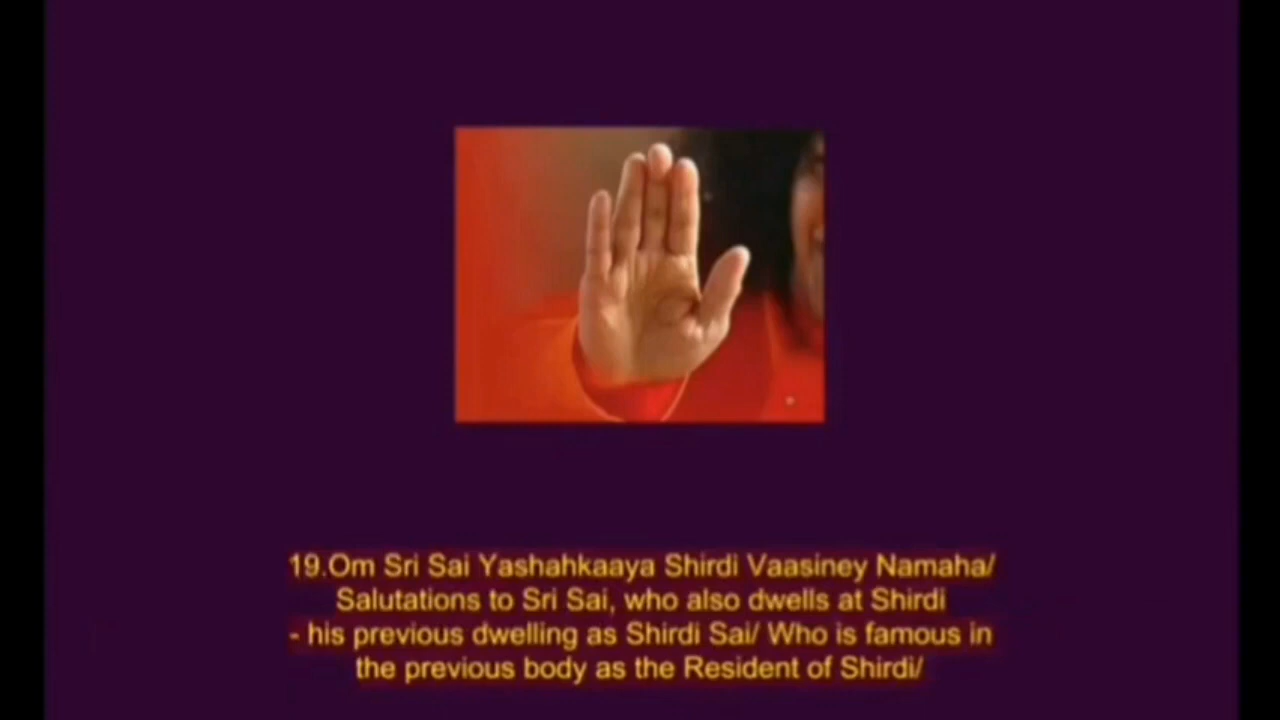 19.Om Sri Sai Yashahkaaya Shirdi Vaasiney Namaha/
Salutations to Sri Sai, who also dwells at Shirdi
- his previous dwelling as Shirdi Sai/ Who is famous in
the previous body as the Resident of Shirdi/